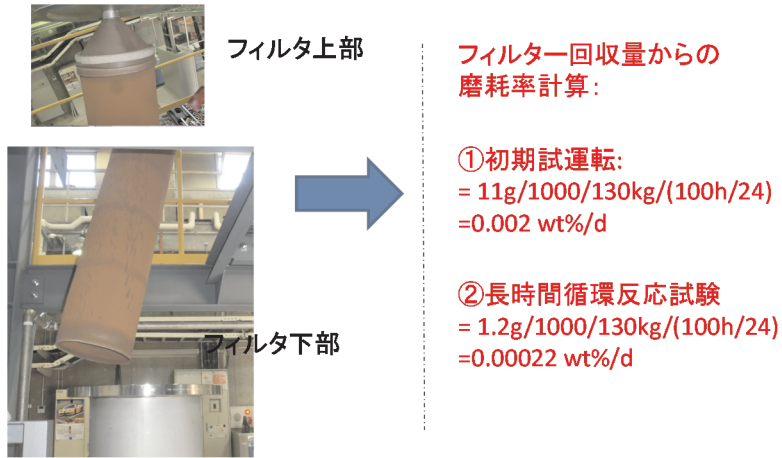 フィルタ上部
フィルタ下部
フィルター回収量からの
磨耗率計算：
①初期試運転:
= 11g/1000/130kg/(100h/24)
=0.002 wt%/d
②長時間循環反応試験
= 1.2g/1000/130kg/(100h/24)
=0.00022 wt%/d